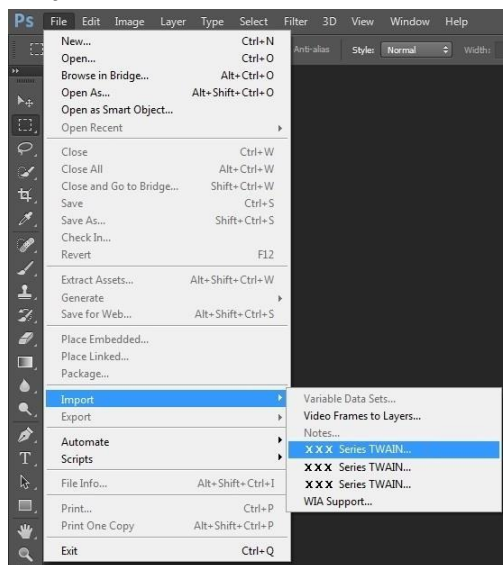 Ps File Edit Image Layer Type Select Filter 3D View Window Help
Anti-alias Style: Normal Width:
New... Ctrl+N
Open... Ctrl+O
Browse in Bridge... Alt+Ctrl+O
Open As... Alt+Shift+Ctrl+O
Open as Smart Object...
Open Recent
Close Ctrl+W
Close All Alt+Ctrl+W
Close and Go to Bridge... Shift+Ctrl+W
Save Ctrl+S
Save As... Shift+Ctrl+S
Check In...
Revert F12
Extract Assets... Alt+Shift+Ctrl+W
Generate
Save for Web... Alt+Shift+Ctrl+S
Place Embedded...
Place Linked...
Package...
Import
Export
Automate
Scripts
File Info... Alt+Shift+Ctrl+I
Print... Ctrl+P
Print One Copy Alt+Shift+Ctrl+P
Exit Ctrl+Q
Variable Data Sets...
Video Frames to Layers...
Notes...
XXX Series TWAIN...
XXX Series TWAIN...
XXX Series TWAIN...
WIA Support...